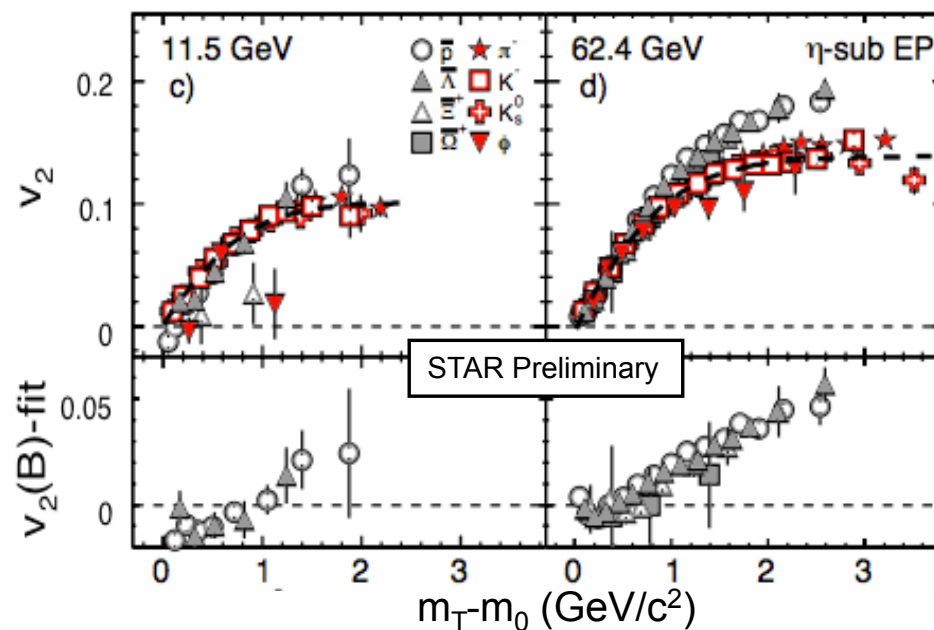 11.5 GeV
c)
p̅ π⁻
Λ̅ K⁻
Ξ̅⁺ K⁰ₛ
Ω̅⁺ φ
62.4 GeV η-sub EP
d)
0.2
0.1
0
v₂
STAR Preliminary
0.05
0
v₂(B)-fit
0 1 2 3 0 1 2 3
m_T-m₀ (GeV/c²)